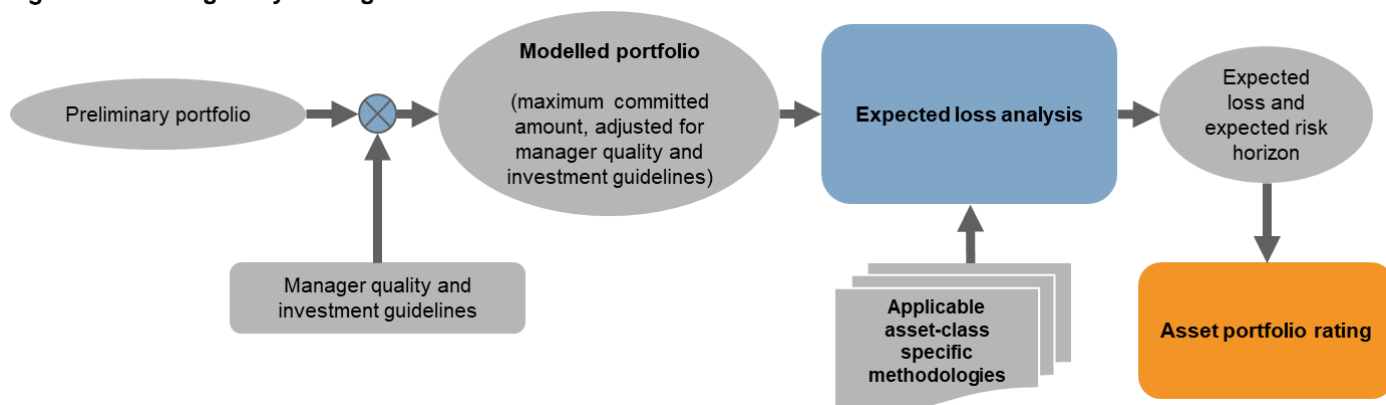 Preliminary portfolio
Modelled portfolio
(maximum committed
amount, adjusted for
manager quality and
investment guidelines)
Expected loss analysis
Expected
loss and
expected risk
horizon
Manager quality and
investment guidelines
Applicable
asset-class
specific
methodologies
Asset portfolio rating